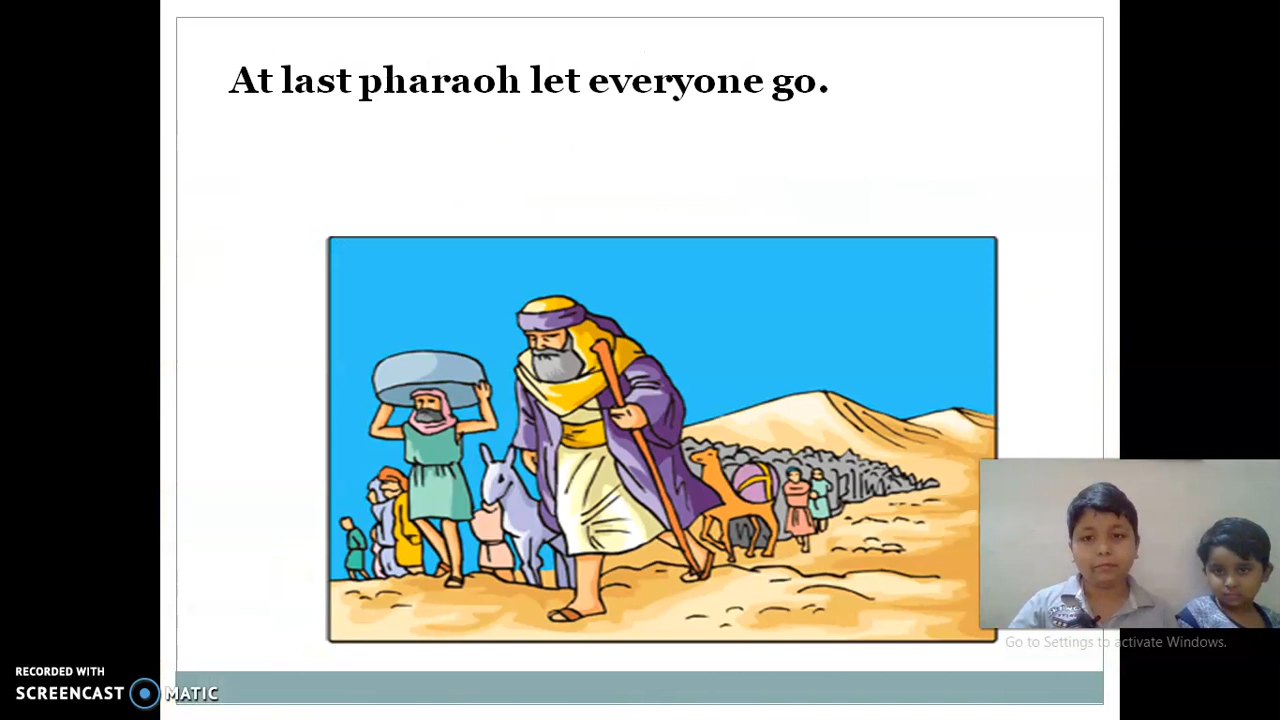 At last pharaoh let everyone go.
Go to Settings to activate Windows.
RECORDED WITH
SCREENCAST MATIC